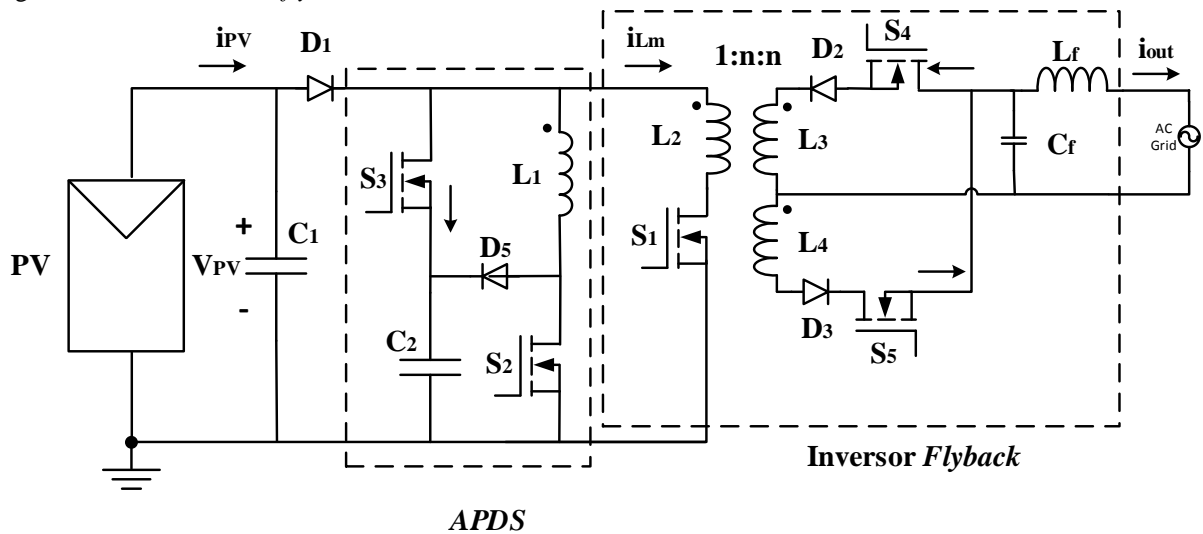 iPV
D1
iLm
1:n:n
D2
S4
Lf
iout
S3
L1
L2
L3
Cf
AC
Grid
PV
+
VPV
-
C1
D5
S1
L4
C2
S2
D3
S5
Inversor Flyback
APDS